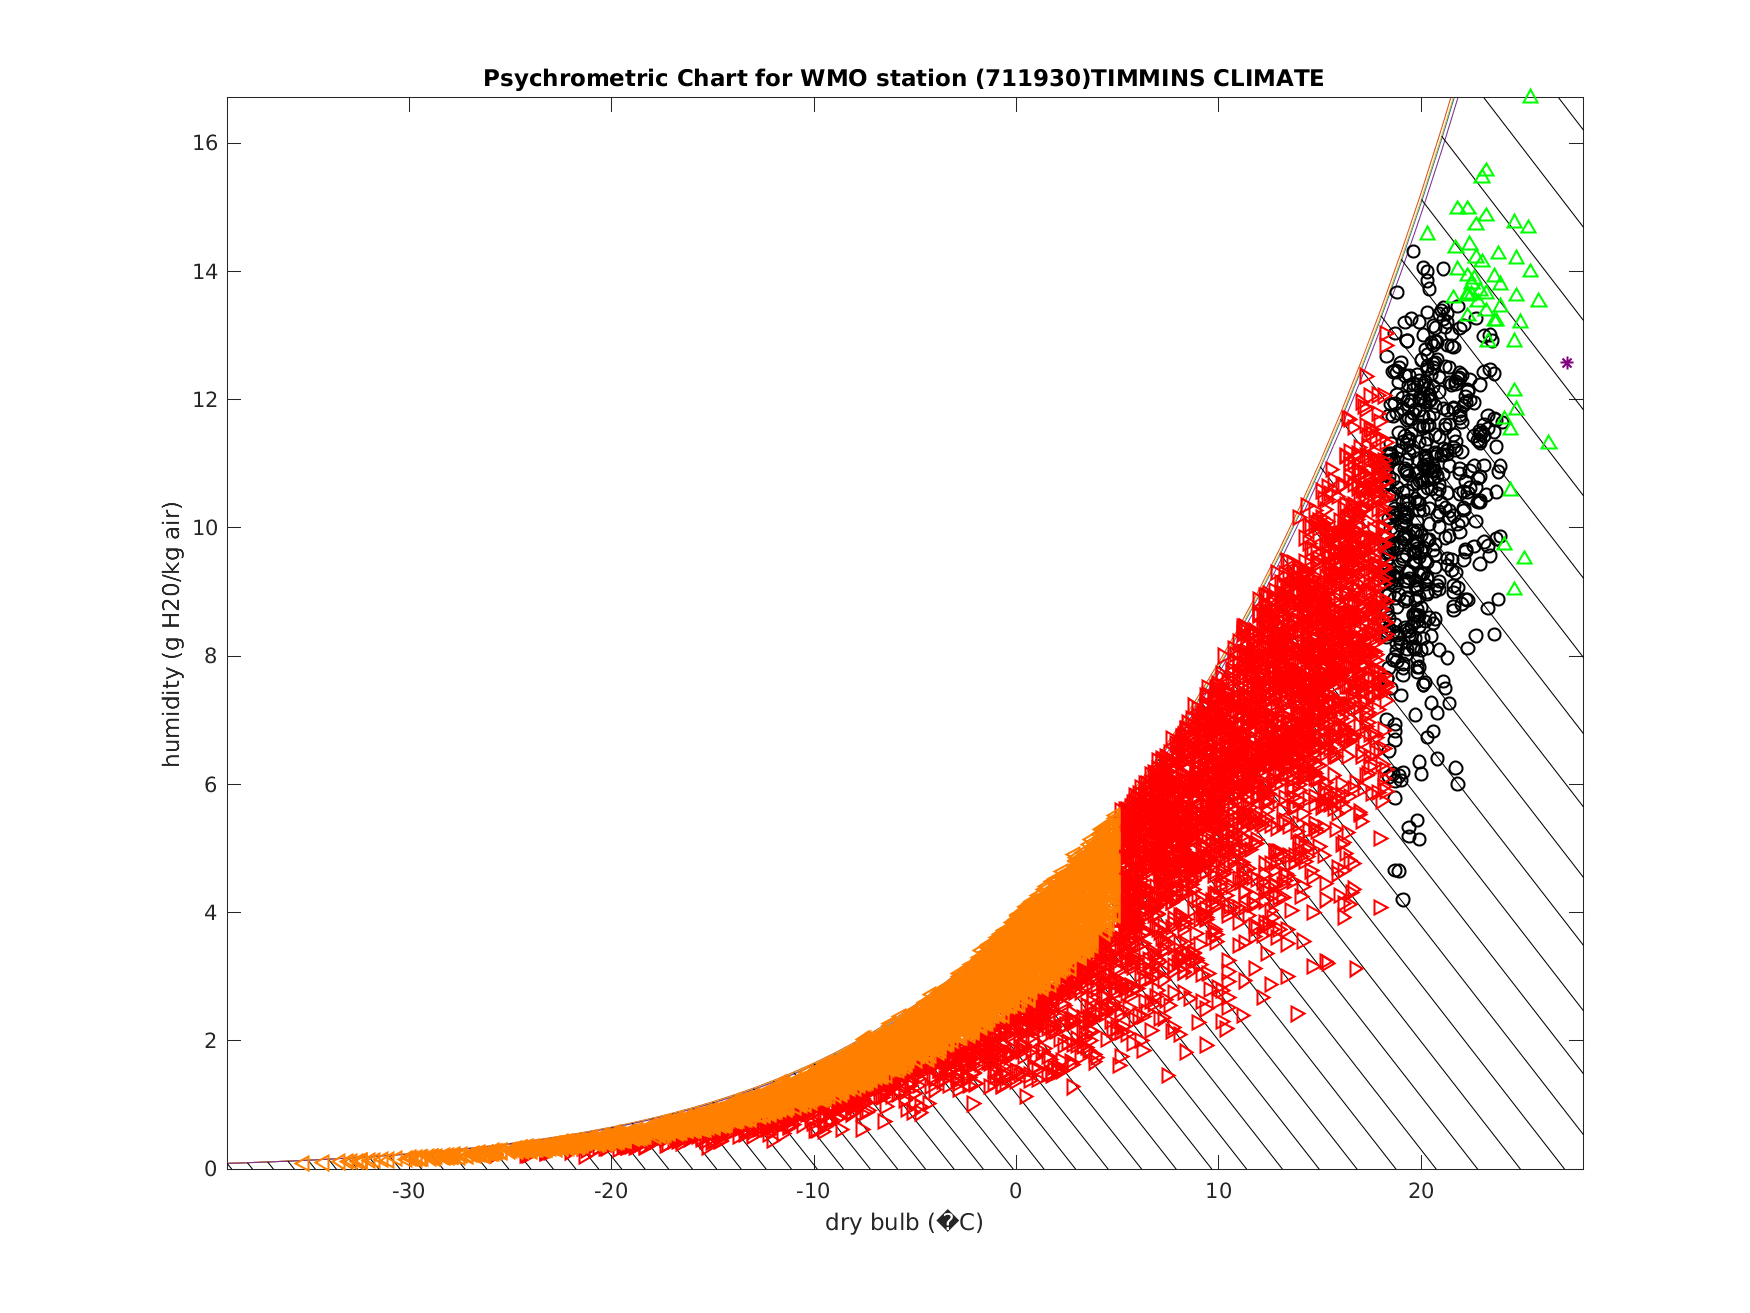 Psychrometric Chart for WMO station (711930)TIMMINS CLIMATE
16
14
12
10
8
6
4
2
0
humidity (g H20/kg air)
-30 -20 -10 0 10 20
dry bulb (�C)